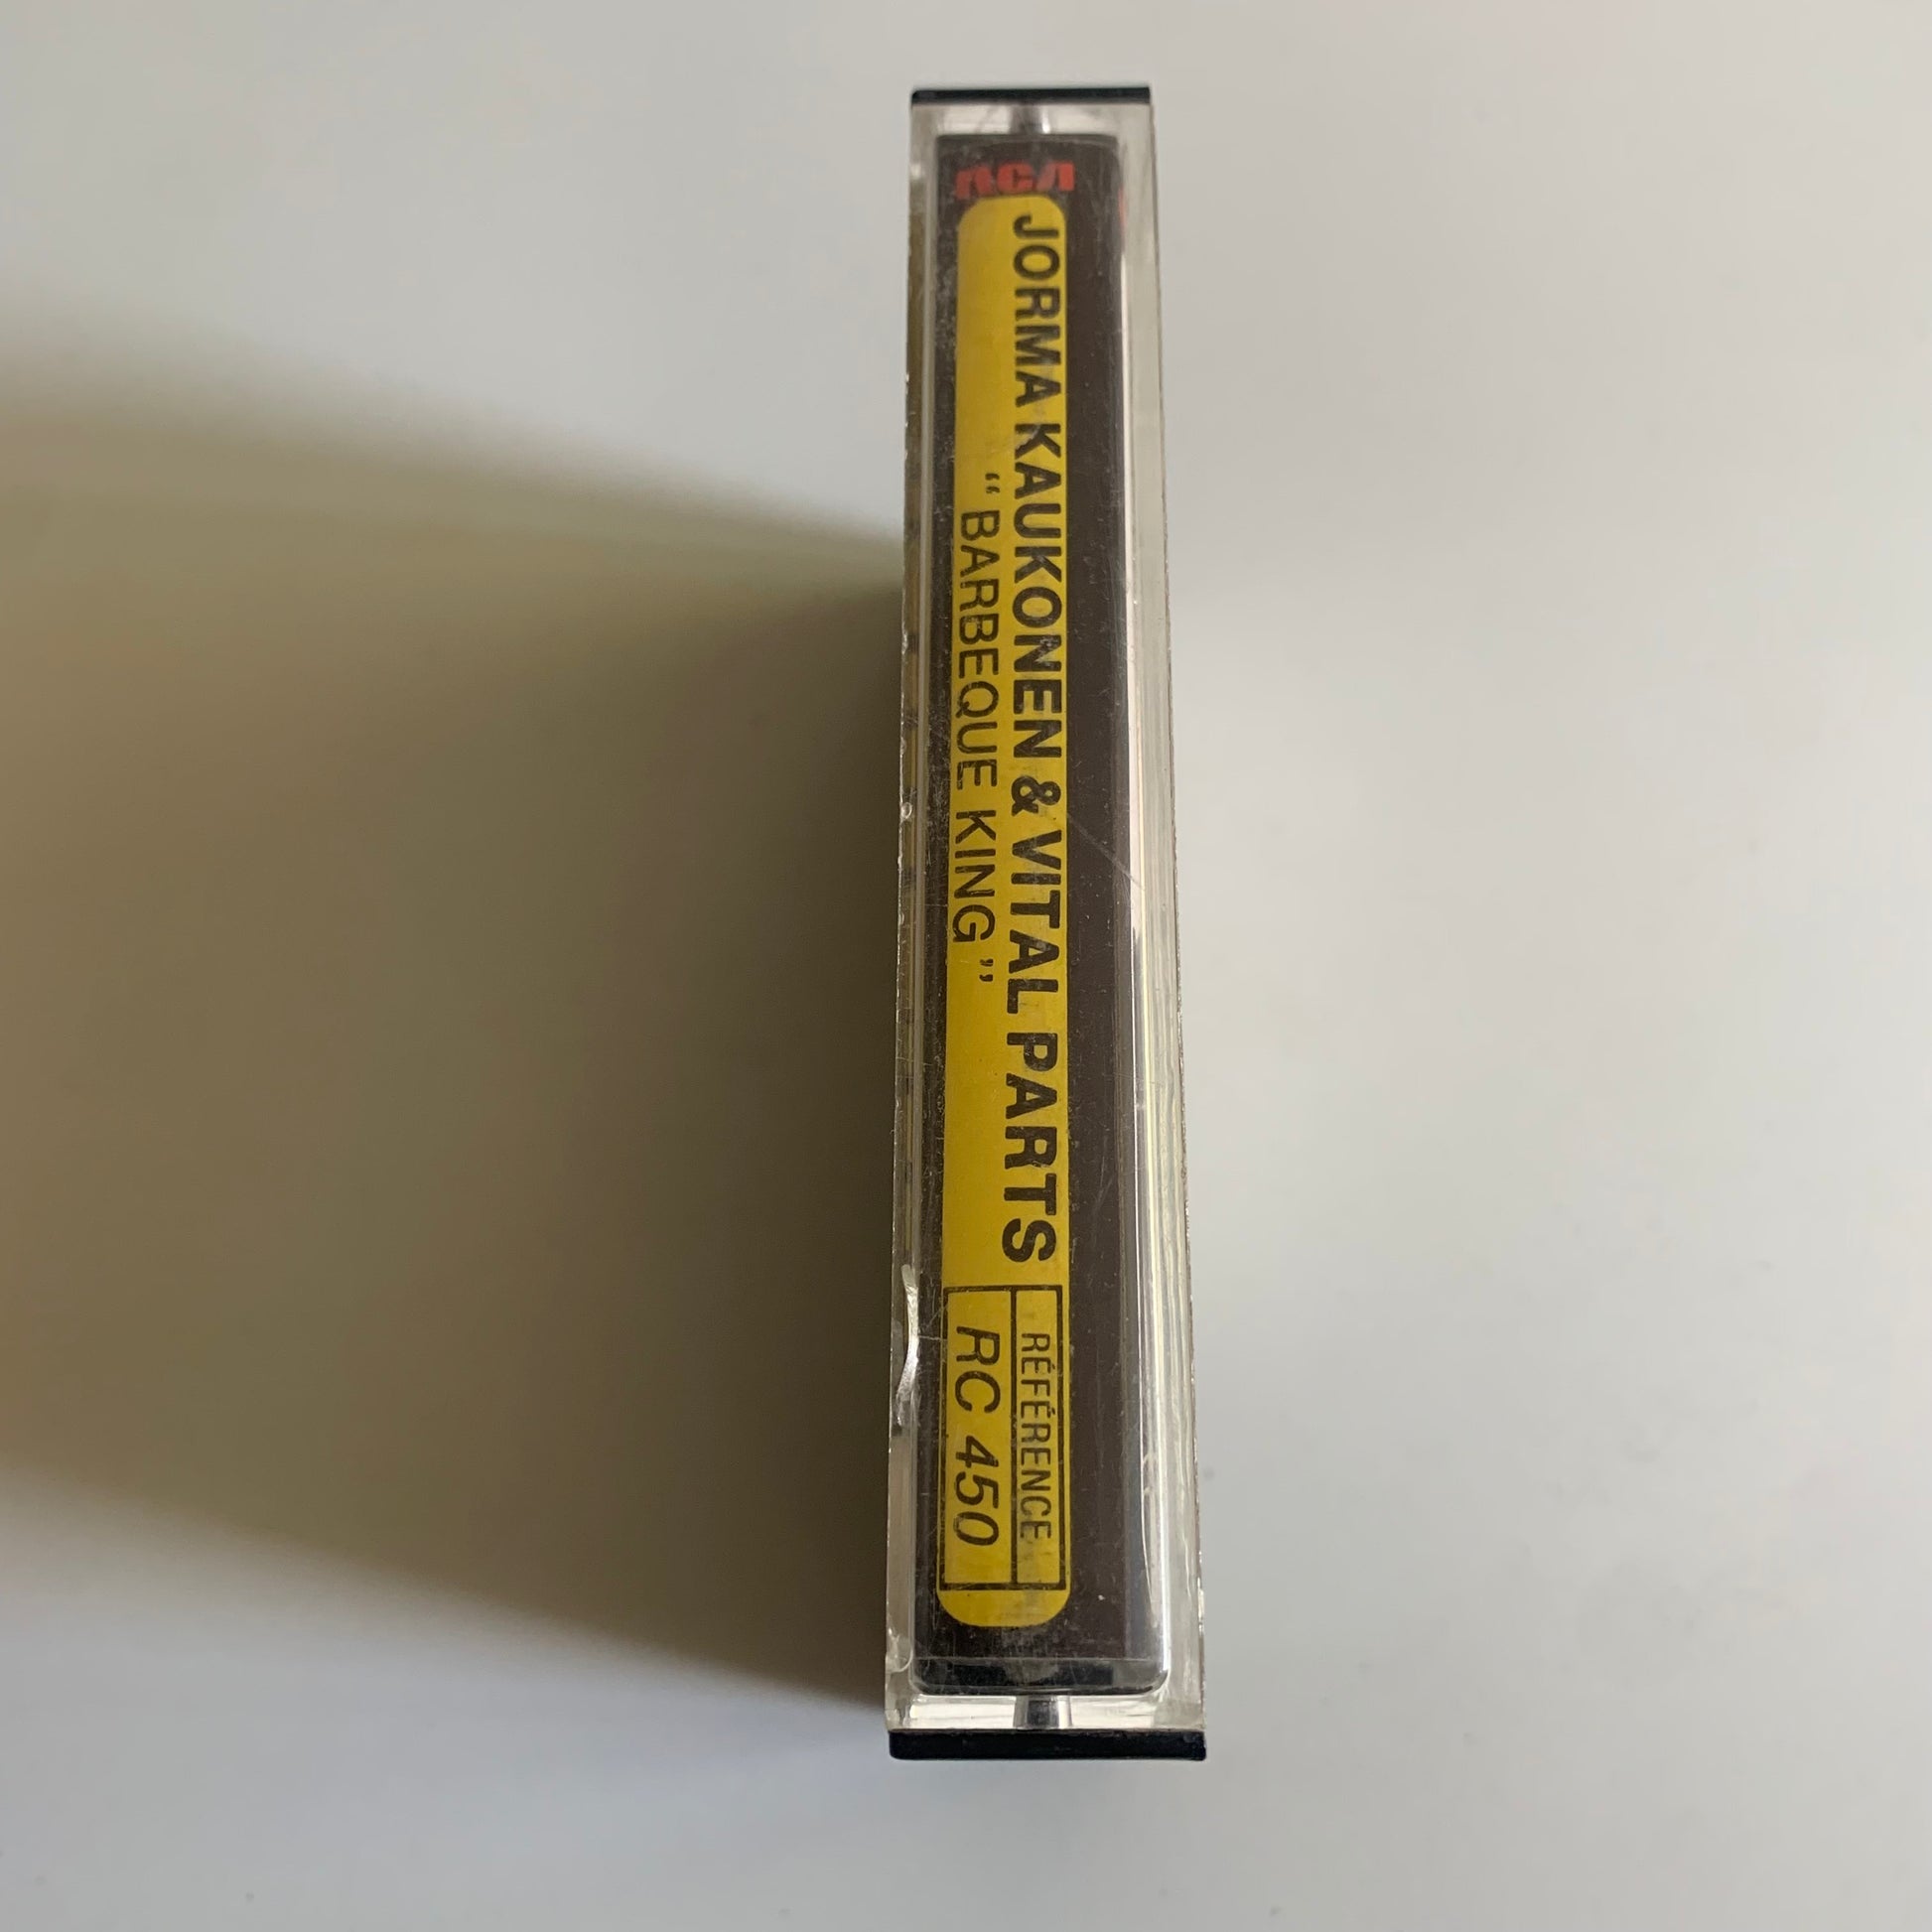 RCA
JORMA KAUKONEN & VITAL PARTS
“ BARBEQUE KING ”
RÉFÉRENCE
RC 450